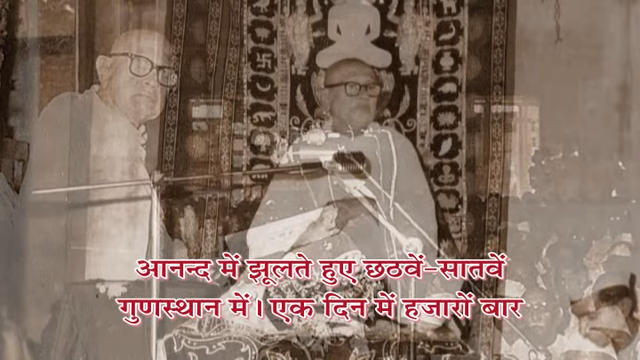 आनन्द में झूलते हुए छठवें-सातवें
गुणस्थान में। एक दिन में हजारों बार